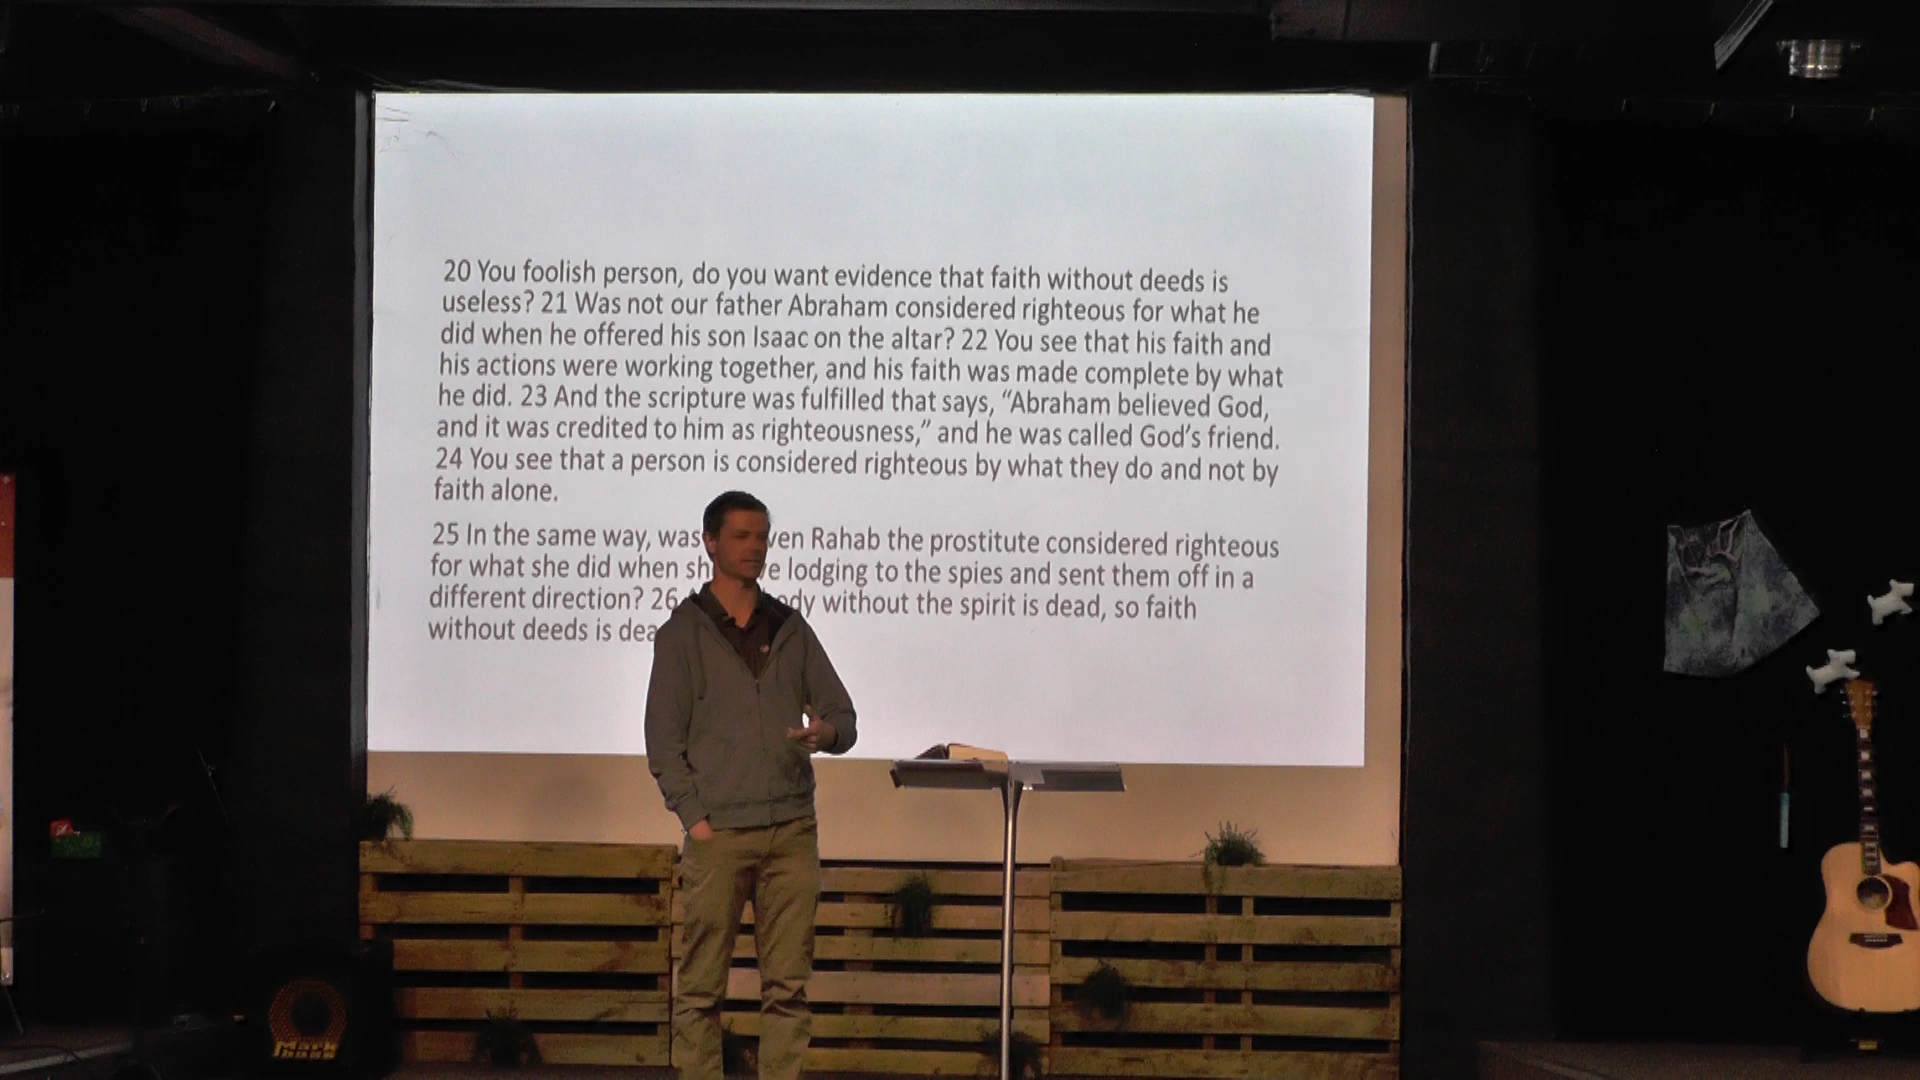 20 You foolish person, do you want evidence that faith without deeds is
useless? 21 Was not our father Abraham considered righteous for what he
did when he offered his son Isaac on the altar? 22 You see that his faith and
his actions were working together, and his faith was made complete by what
he did. 23 And the scripture was fulfilled that says, “Abraham believed God,
and it was credited to him as righteousness,” and he was called God’s friend.
24 You see that a person is considered righteous by what they do and not by
faith alone.
25 In the same way, was Rahab the prostitute considered righteous
for what she did when lodging to the spies and sent them off in a
different direction? 26 without the spirit is dead, so faith
without deeds is